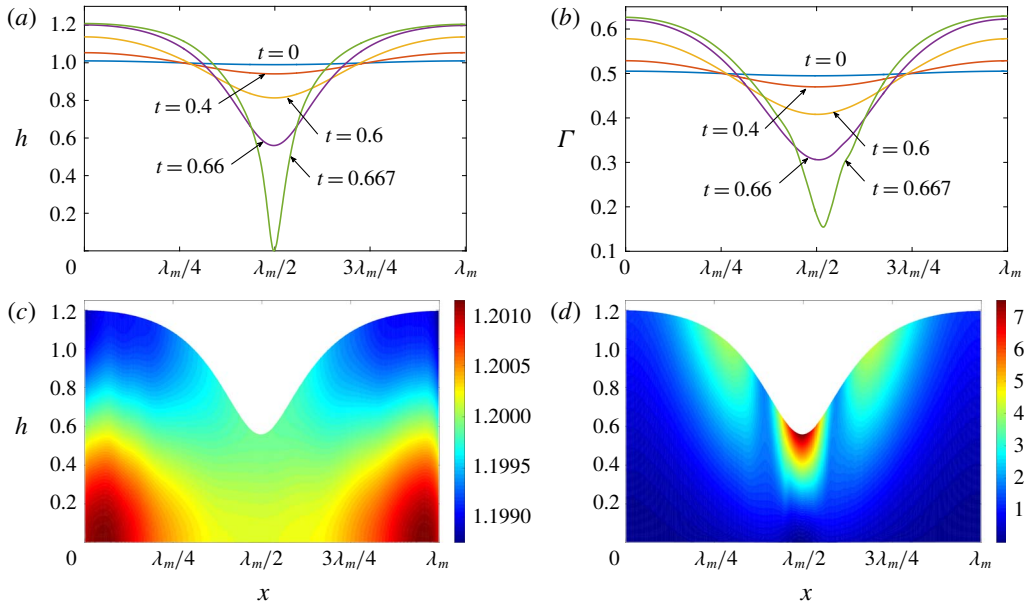 (a)
1.2
1.0
0.8
0.6
0.4
0.2
h
t = 0
t = 0.4
t = 0.6
t = 0.66
t = 0.667
0
λm/4
λm/2
3λm/4
λm
(b)
0.6
0.5
0.4
0.3
0.2
0.1
Γ
t = 0
t = 0.4
t = 0.6
t = 0.66
t = 0.667
0
λm/4
λm/2
3λm/4
λm
(c)
1.2
1.0
0.8
0.6
0.4
0.2
h
0
λm/4
λm/2
3λm/4
λm
x
1.2010
1.2005
1.2000
1.1995
1.1990
(d)
1.2
1.0
0.8
0.6
0.4
0.2
0
λm/4
λm/2
3λm/4
λm
x
7
6
5
4
3
2
1